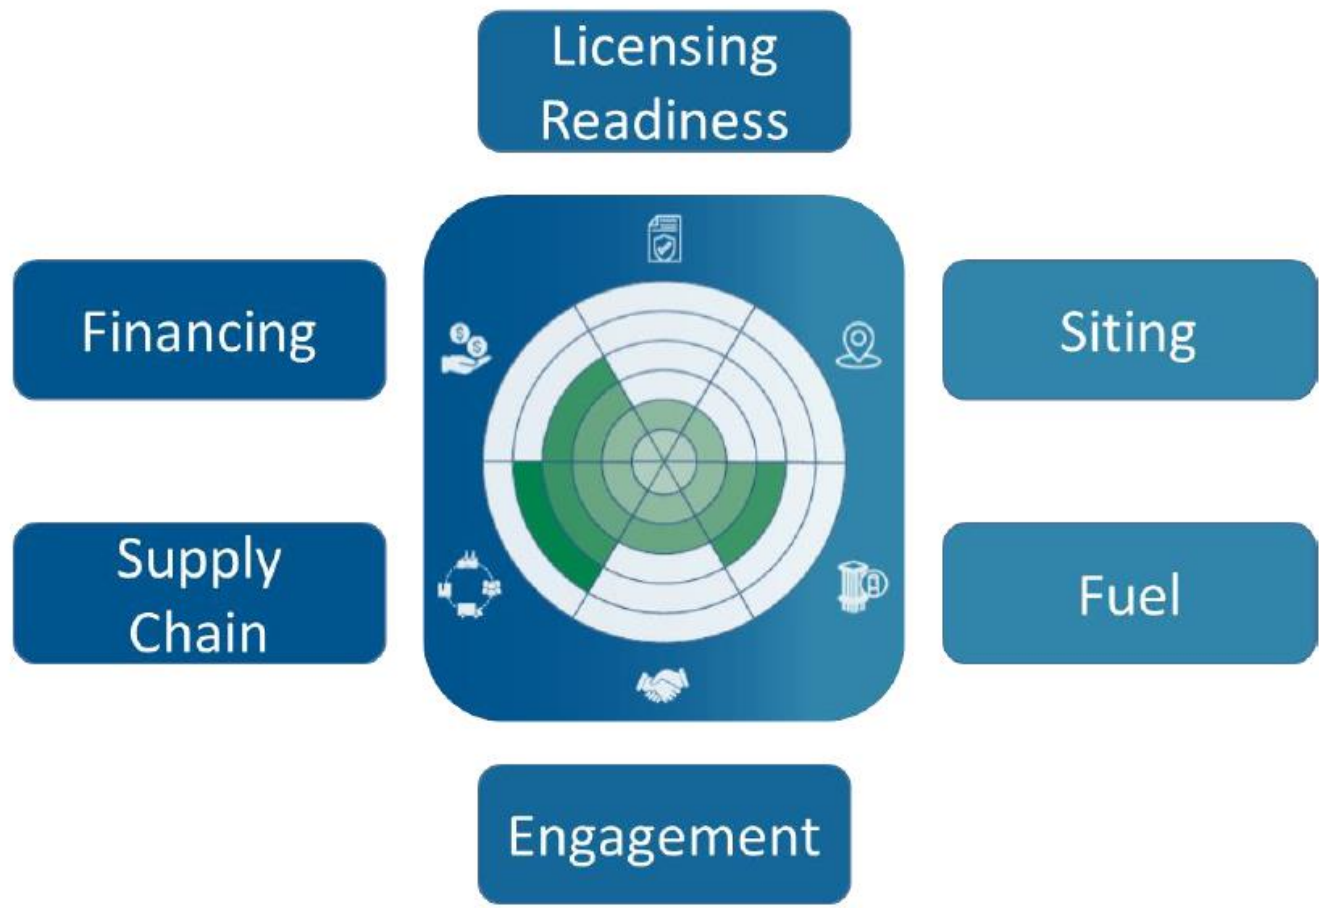 Licensing
Readiness
Financing
Siting
Supply
Chain
Fuel
Engagement